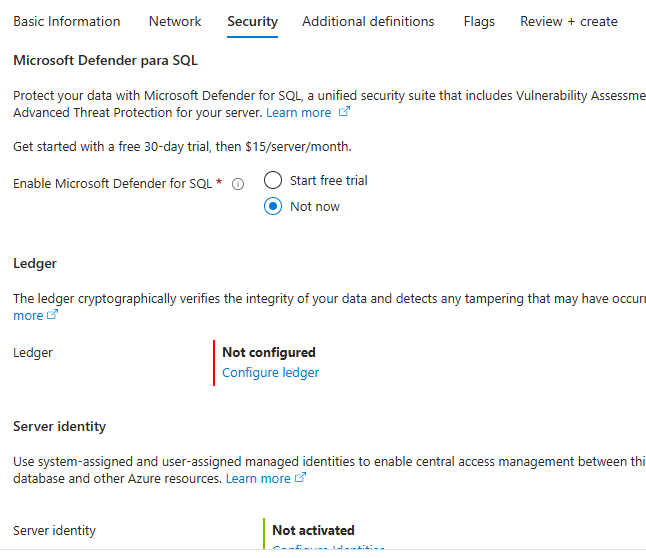 Basic Information Network Security Additional definitions Flags Review + create
Microsoft Defender para SQL
Protect your data with Microsoft Defender for SQL, a unified security suite that includes Vulnerability Assessme
Advanced Threat Protection for your server. Learn more
Get started with a free 30-day trial, then $15/server/month.
Enable Microsoft Defender for SQL * Start free trial
Not now
Ledger
The ledger cryptographically verifies the integrity of your data and detects any tampering that may have occurr
more
Ledger Not configured
Configure ledger
Server identity
Use system-assigned and user-assigned managed identities to enable central access management between thi
database and other Azure resources. Learn more
Server identity Not activated
Configure Identities